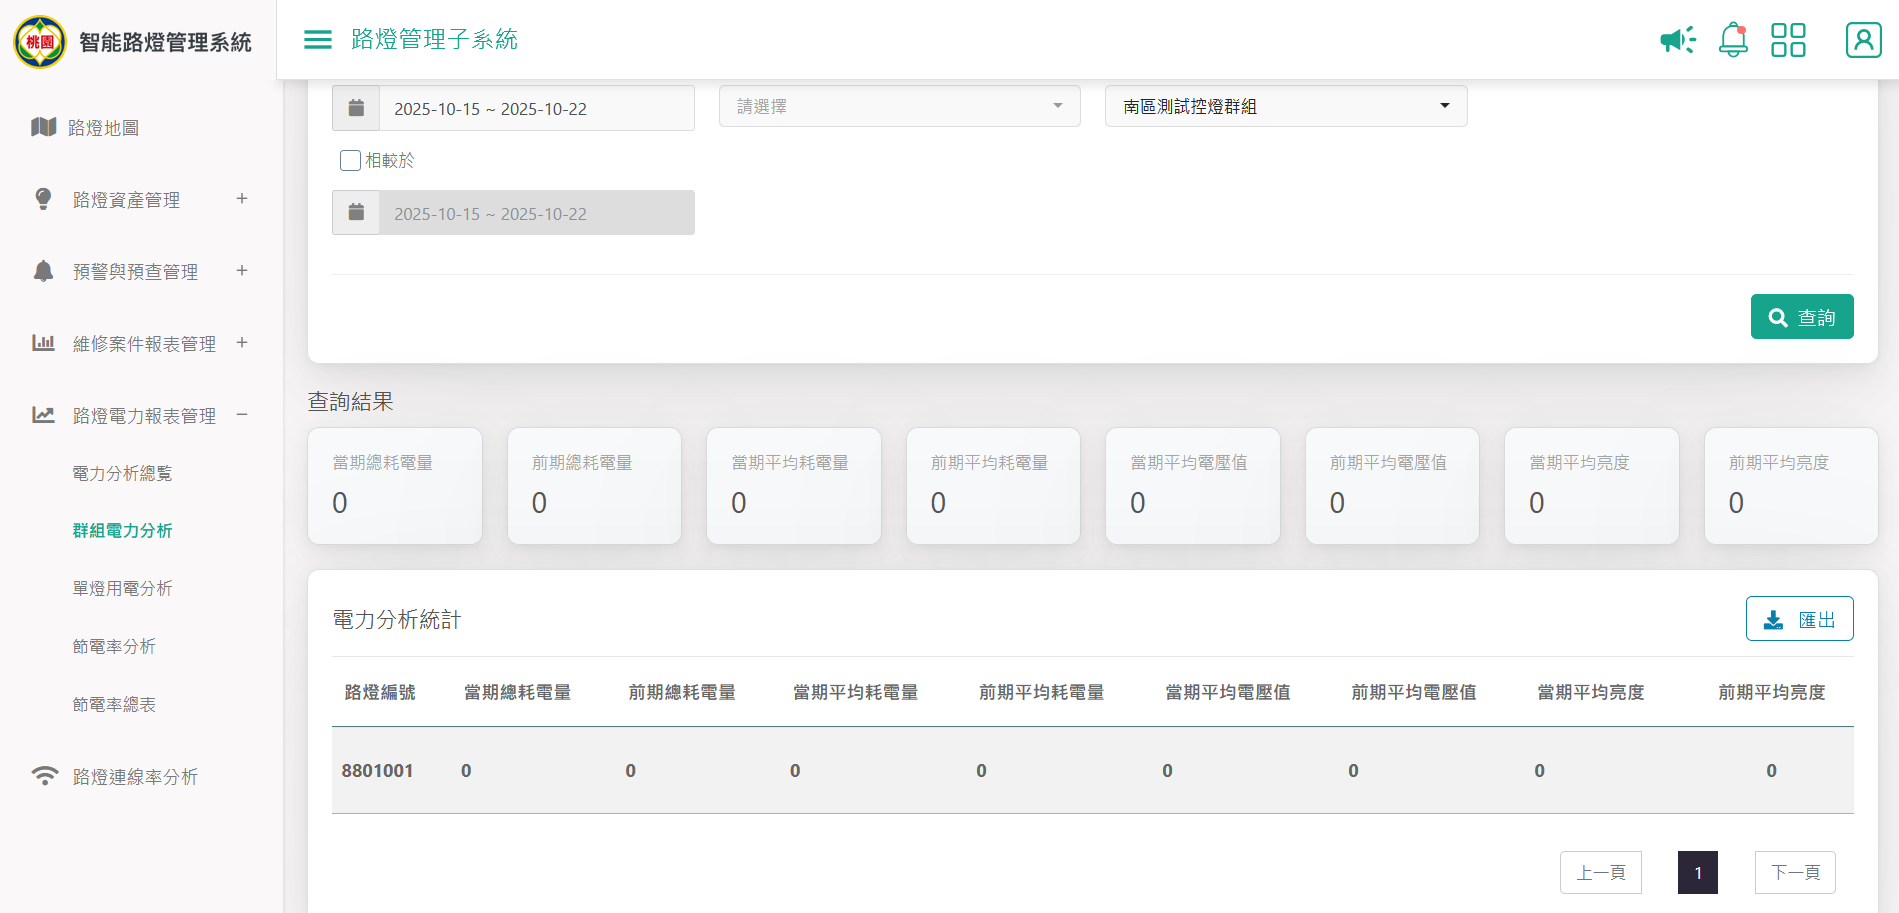 桃園
智能路燈管理系統
路燈管理子系統
路燈地圖
路燈資產管理 +
預警與預查管理 +
維修案件報表管理 +
路燈電力報表管理 −
電力分析總覧
群組電力分析
單燈用電分析
節電率分析
節電率總表
路燈連線率分析
2025-10-15 ~ 2025-10-22
請選擇
南區測試控燈群組
相較於
2025-10-15 ~ 2025-10-22
查詢
查詢結果
當期總耗電量 前期總耗電量 當期平均耗電量 前期平均耗電量 當期平均電壓值 前期平均電壓值 當期平均亮度 前期平均亮度
0 0 0 0 0 0 0 0
電力分析統計
匯出
路燈編號 當期總耗電量 前期總耗電量 當期平均耗電量 前期平均耗電量 當期平均電壓值 前期平均電壓值 當期平均亮度 前期平均亮度
8801001 0 0 0 0 0 0 0 0
上一頁 1 下一頁